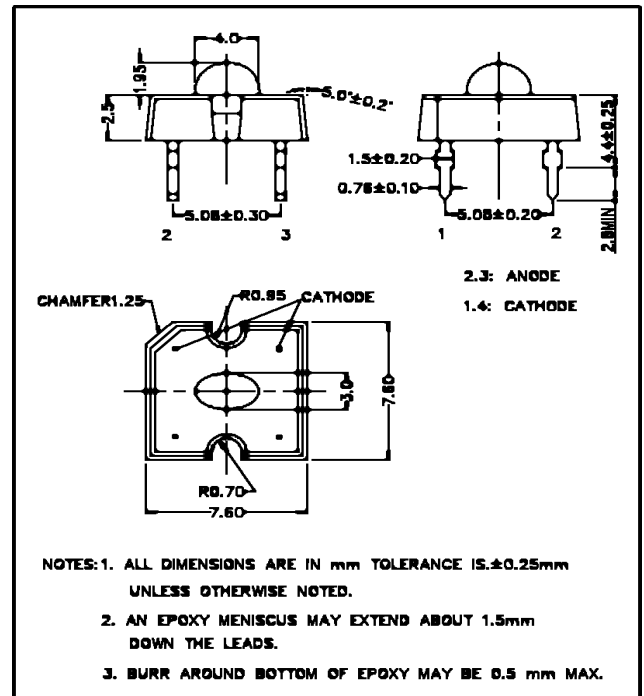 4.0
1.95
5.0°±0.2°
2.5
4.4±0.25
1.5±0.20
0.76±0.10
5.08±0.30
5.08±0.20
2.8MIN
2
3
1
2
2.3: ANODE
1.4: CATHODE
CHAMFER1.25
R0.85
CATHODE
3.0
7.60
R0.70
7.60
NOTES: 1. ALL DIMENSIONS ARE IN mm TOLERANCE IS.±0.25mm
UNLESS OTHERWISE NOTED.
2. AN EPOXY MENISCUS MAY EXTEND ABOUT 1.5mm
DOWN THE LEADS.
3. BURR AROUND BOTTOM OF EPOXY MAY BE 0.5 mm MAX.